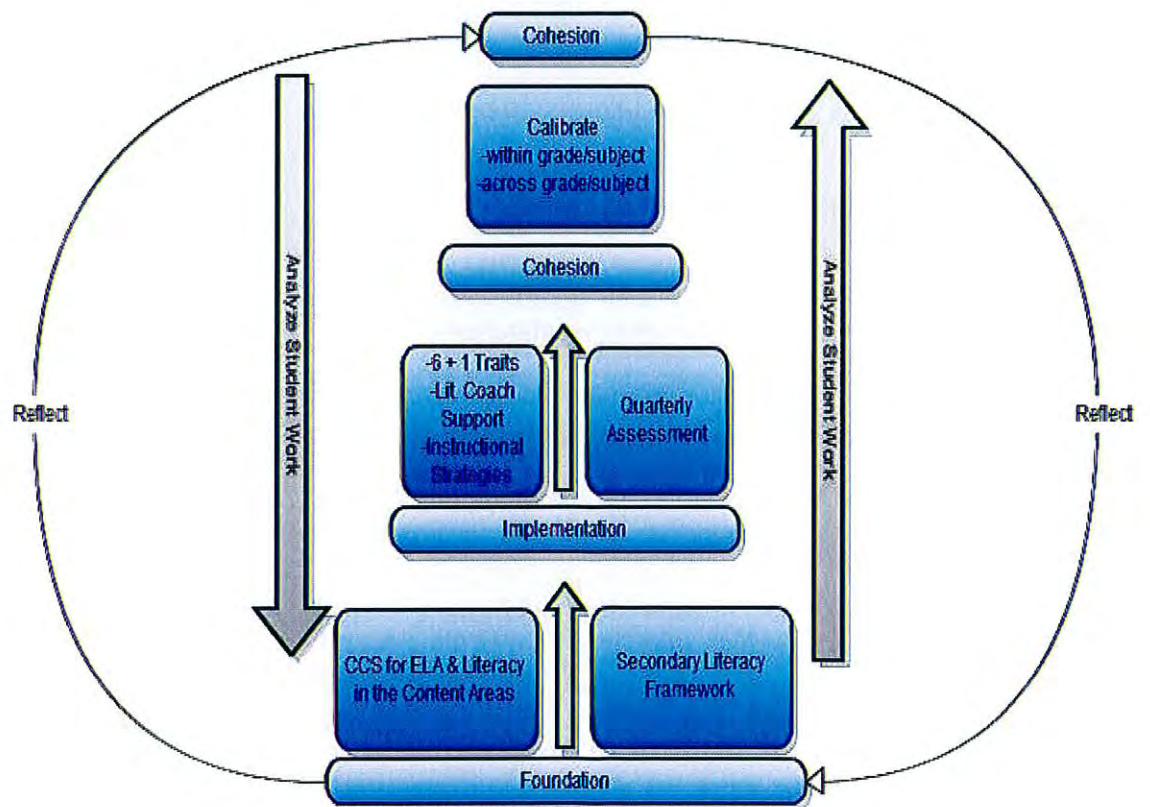 Cohesion
Calibrate
-within grade/subject
-across grade/subject
Cohesion
Analyze Student Work
Analyze Student Work
-6 + 1 Traits
-Lit. Coach
Support
-Instructional
Strategies
Quarterly
Assessment
Reflect
Reflect
Implementation
CCS for ELA & Literacy
in the Content Areas
Secondary Literacy
Framework
Foundation